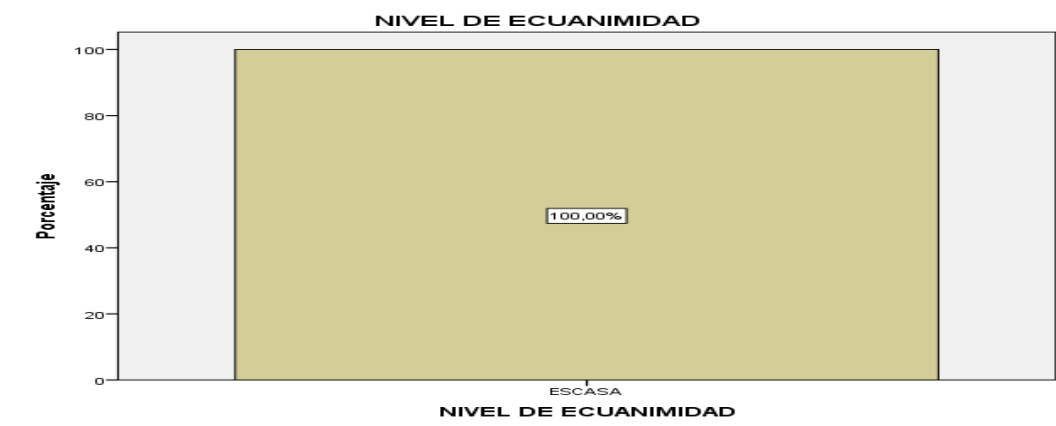 NIVEL DE ECUANIMIDAD
100
80
60
40
20
0
Porcentaje
100,00%
ESCASA
NIVEL DE ECUANIMIDAD